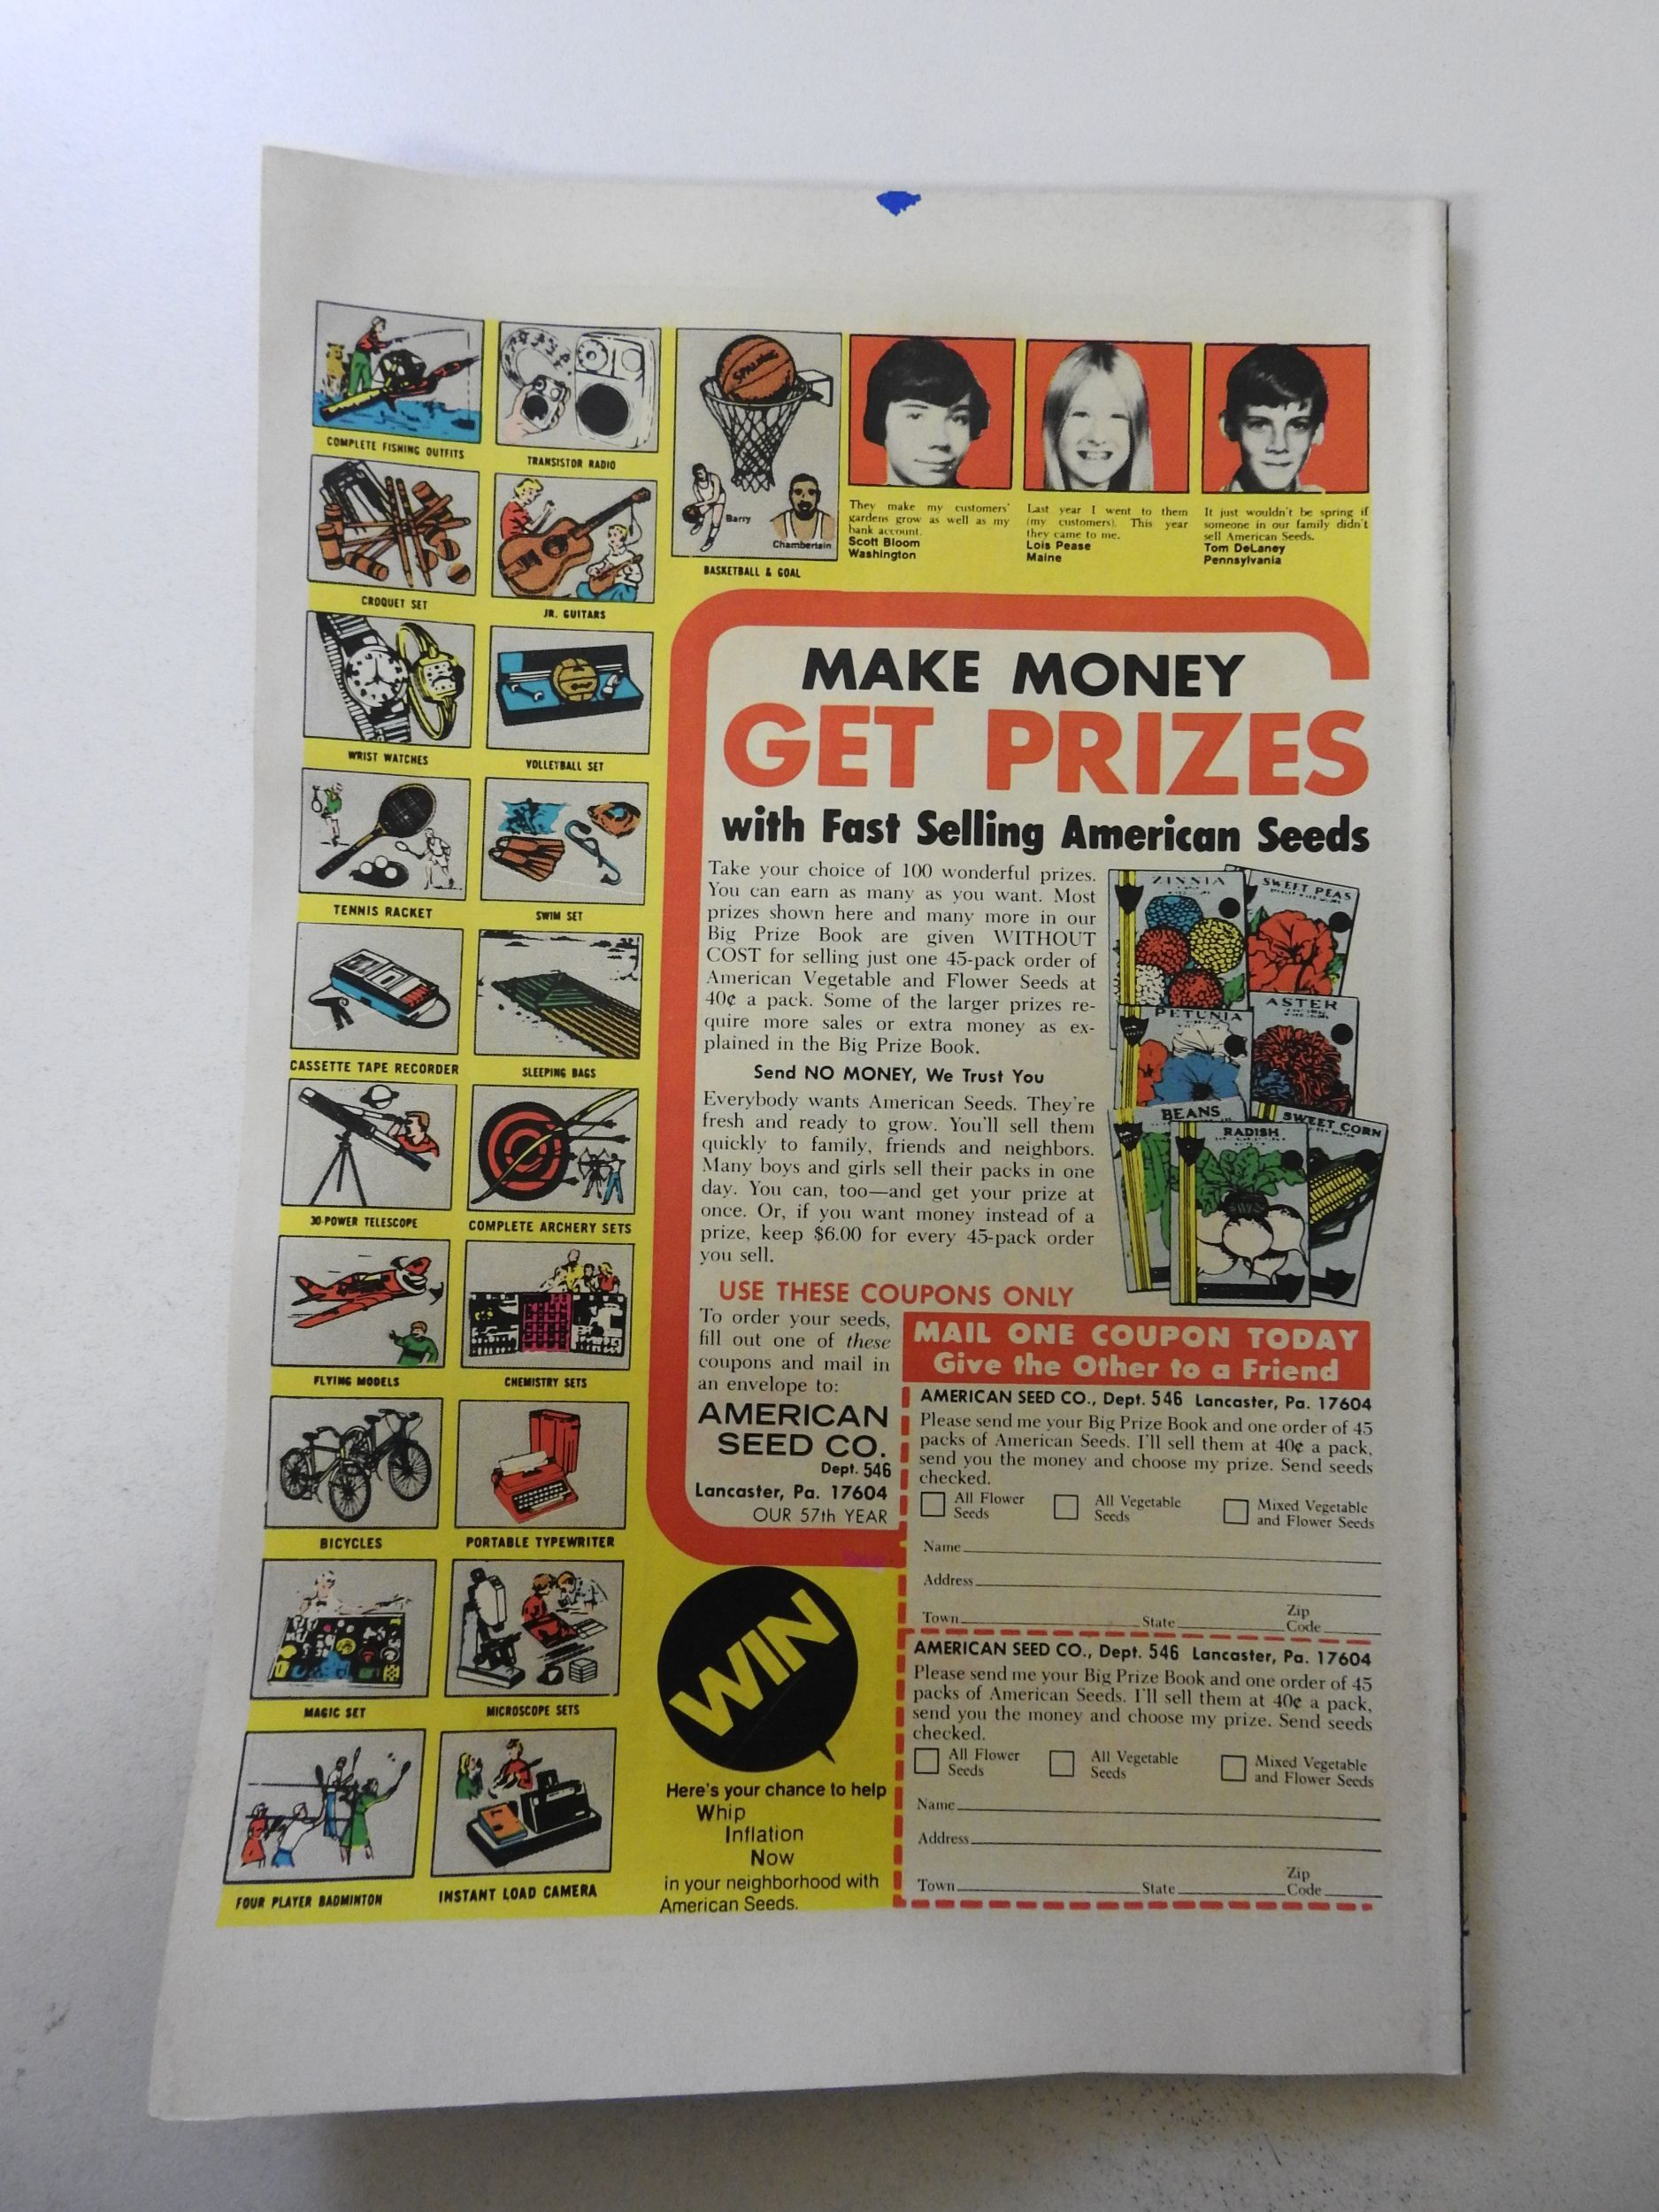 COMPLETE FISHING OUTFITS
TRANSISTOR RADIO
CROQUET SET
JR. GUITARS
WRIST WATCHES
VOLLEYBALL SET
TENNIS RACKET
SWIM SET
CASSETTE TAPE RECORDER
SLEEPING BAGS
30-POWER TELESCOPE
COMPLETE ARCHERY SETS
FLYING MODELS
CHEMISTRY SETS
BICYCLES
PORTABLE TYPEWRITER
MAGIC SET
MICROSCOPE SETS
FOUR PLAYER BADMINTON
INSTANT LOAD CAMERA
SPALDING
Barry
Chamberlain
BASKETBALL & GOAL
They make my customers'
gardens grow as well as my
bank account.
Scott Bloom
Washington
Last year I went to them
(my customers). This year
they came to me.
Lois Pease
Maine
It just wouldn't be spring if
someone in our family didn't
sell American Seeds.
Tom DeLaney
Pennsylvania
MAKE MONEY
GET PRIZES
with Fast Selling American Seeds
Take your choice of 100 wonderful prizes.
You can earn as many as you want. Most
prizes shown here and many more in our
Big Prize Book are given WITHOUT
COST for selling just one 45-pack order of
American Vegetable and Flower Seeds at
40¢ a pack. Some of the larger prizes re-
quire more sales or extra money as ex-
plained in the Big Prize Book.
Send NO MONEY, We Trust You
Everybody wants American Seeds. They're
fresh and ready to grow. You'll sell them
quickly to family, friends and neighbors.
Many boys and girls sell their packs in one
day. You can, too—and get your prize at
once. Or, if you want money instead of a
prize, keep $6.00 for every 45-pack order
you sell.
ZINNIA
SWEET PEAS
PETUNIA
ASTER
BEANS
RADISH
SWEET CORN
USE THESE COUPONS ONLY
To order your seeds,
fill out one of these
coupons and mail in
an envelope to:
AMERICAN
SEED CO.
Dept. 546
Lancaster, Pa. 17604
OUR 57th YEAR
MAIL ONE COUPON TODAY
Give the Other to a Friend
AMERICAN SEED CO., Dept. 546 Lancaster, Pa. 17604
Please send me your Big Prize Book and one order of 45
packs of American Seeds. I'll sell them at 40¢ a pack,
send you the money and choose my prize. Send seeds
checked.
All Flower Seeds
All Vegetable Seeds
Mixed Vegetable and Flower Seeds
Name
Address
Town State Zip Code
AMERICAN SEED CO., Dept. 546 Lancaster, Pa. 17604
Please send me your Big Prize Book and one order of 45
packs of American Seeds. I'll sell them at 40¢ a pack,
send you the money and choose my prize. Send seeds
checked.
All Flower Seeds
All Vegetable Seeds
Mixed Vegetable and Flower Seeds
Name
Address
Town State Zip Code
WIN
Here's your chance to help
Whip
Inflation
Now
in your neighborhood with
American Seeds.